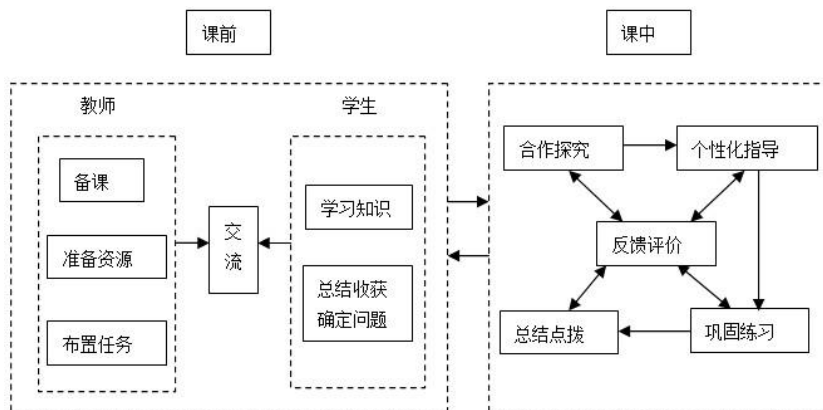 课前
课中
教师
学生
备课
准备资源
布置任务
交
流
学习知识
总结收获
确定问题
合作探究
个性化指导
反馈评价
总结点拨
巩固练习